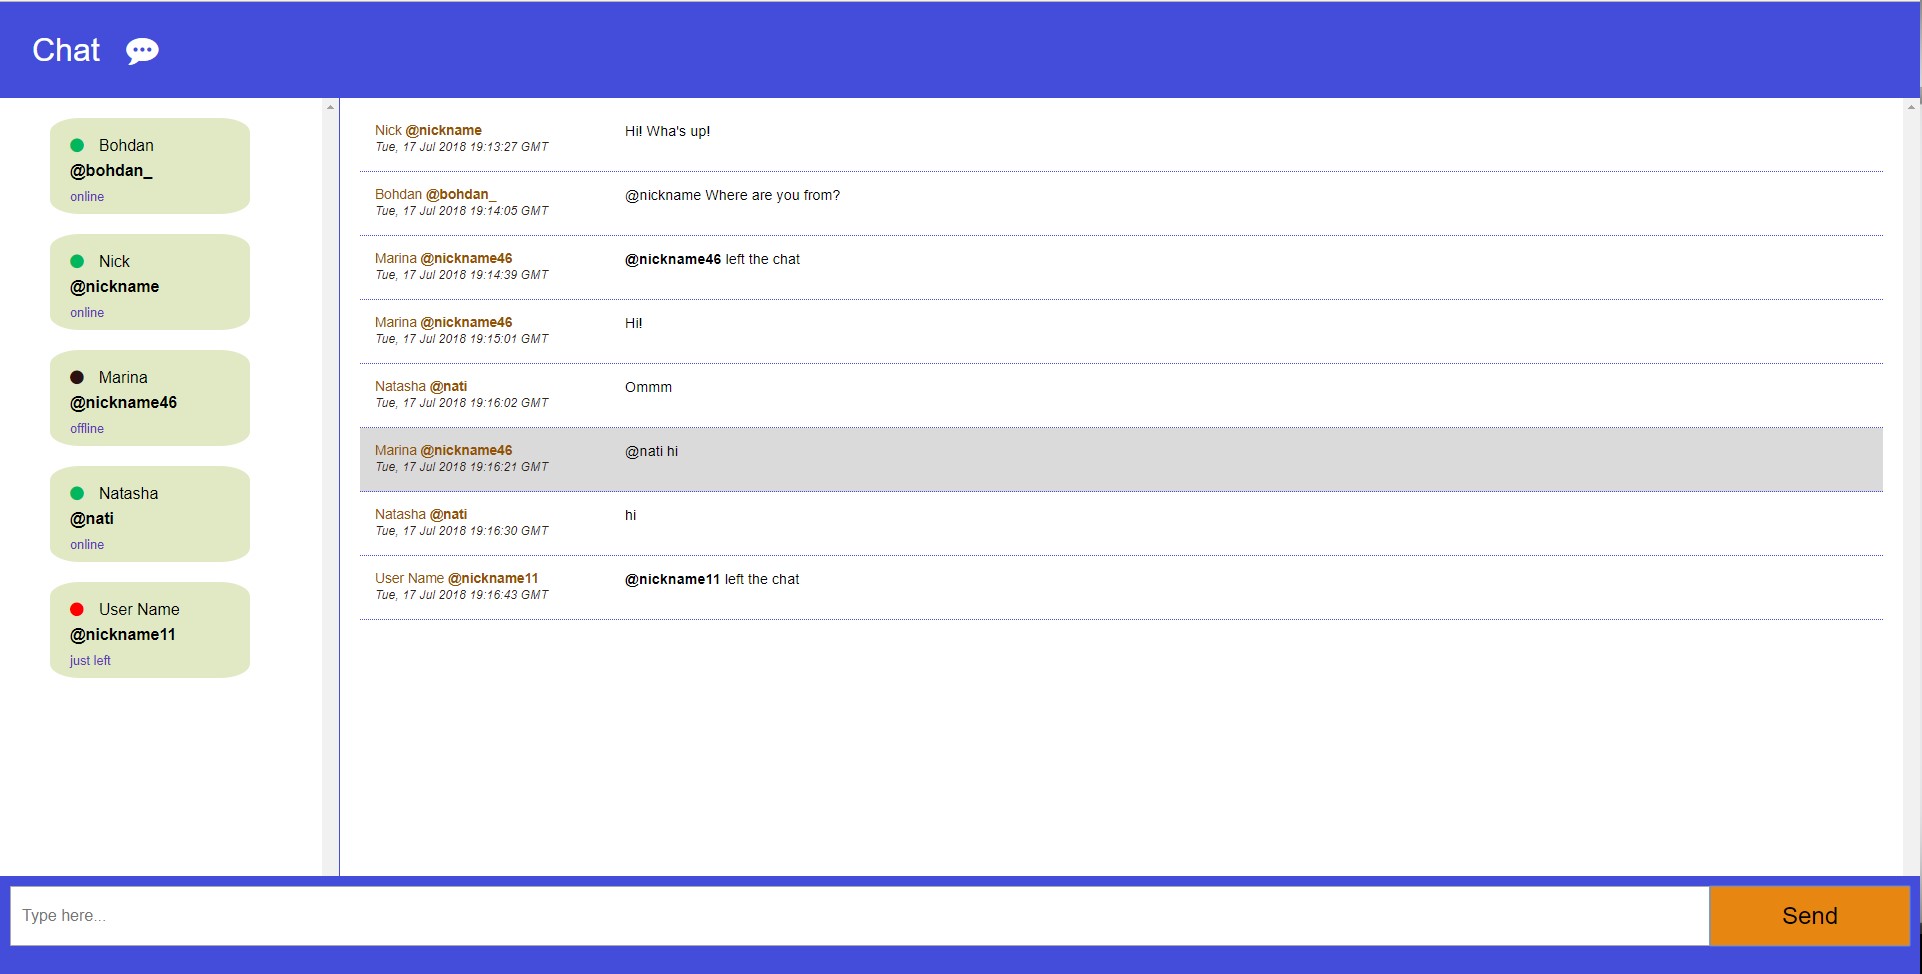 Chat
Bohdan
@bohdan_
online
Nick
@nickname
online
Marina
@nickname46
offline
Natasha
@nati
online
User Name
@nickname11
just left
Nick @nickname Hi! Wha's up!
Tue, 17 Jul 2018 19:13:27 GMT
Bohdan @bohdan_ @nickname Where are you from?
Tue, 17 Jul 2018 19:14:05 GMT
Marina @nickname46 @nickname46 left the chat
Tue, 17 Jul 2018 19:14:39 GMT
Marina @nickname46 Hi!
Tue, 17 Jul 2018 19:15:01 GMT
Natasha @nati Ommm
Tue, 17 Jul 2018 19:16:02 GMT
Marina @nickname46 @nati hi
Tue, 17 Jul 2018 19:16:21 GMT
Natasha @nati hi
Tue, 17 Jul 2018 19:16:30 GMT
User Name @nickname11 @nickname11 left the chat
Tue, 17 Jul 2018 19:16:43 GMT
Type here... Send